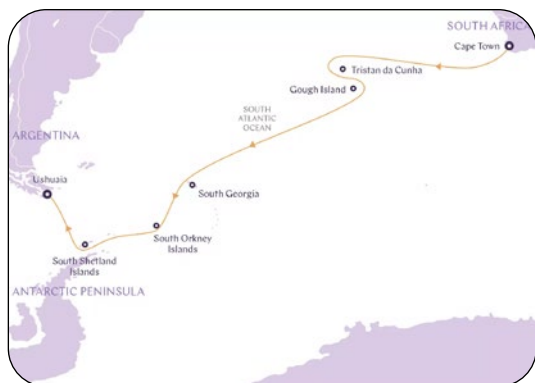 SOUTH AFRICA
Cape Town
Tristan da Cunha
Gough Island
SOUTH
ATLANTIC
OCEAN
ARGENTINA
Ushuaia
South Georgia
South Orkney
Islands
South Shetland
Islands
ANTARCTIC PENINSULA